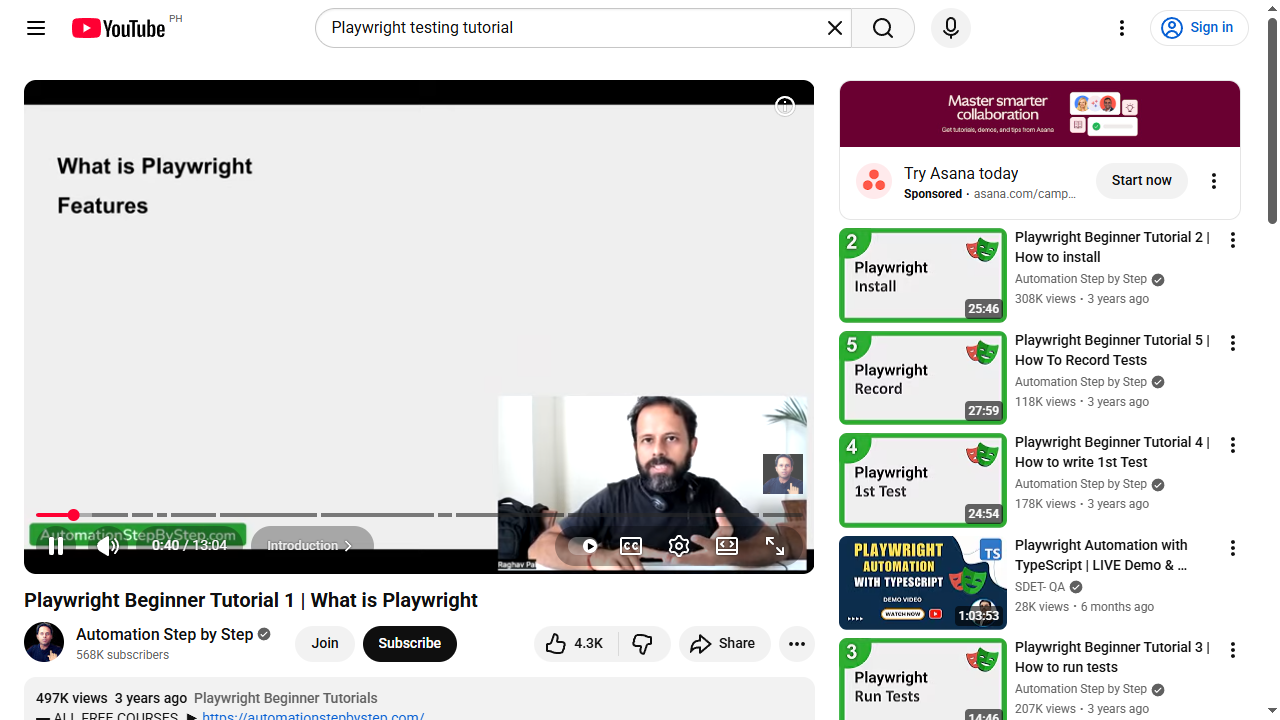 YouTube PH
Playwright testing tutorial
Sign in
What is Playwright
Features
AutomationStepByStep.com
0:40 / 13:04
Introduction
CC
Raghav
Playwright Beginner Tutorial 1 | What is Playwright
Automation Step by Step
568K subscribers
Join
Subscribe
4.3K
Share
497K views 3 years ago Playwright Beginner Tutorials
— ALL FREE COURSES ► https://automationstepbystep.com/
Master smarter
collaboration
Get tutorials, demos, and tips from Asana
Try Asana today
Sponsored · asana.com/camp...
Start now
2
Playwright
Install
25:46
Playwright Beginner Tutorial 2 |
How to install
Automation Step by Step
308K views · 3 years ago
5
Playwright
Record
27:59
Playwright Beginner Tutorial 5 |
How To Record Tests
Automation Step by Step
118K views · 3 years ago
4
Playwright
1st Test
24:54
Playwright Beginner Tutorial 4 |
How to write 1st Test
Automation Step by Step
178K views · 3 years ago
PLAYWRIGHT
AUTOMATION
WITH TYPESCRIPT
TS
DEMO VIDEO
WATCH NOW
1:03:53
Playwright Automation with
TypeScript | LIVE Demo & ...
SDET- QA
28K views · 6 months ago
3
Playwright
Run Tests
14:46
Playwright Beginner Tutorial 3 |
How to run tests
Automation Step by Step
207K views · 3 years ago